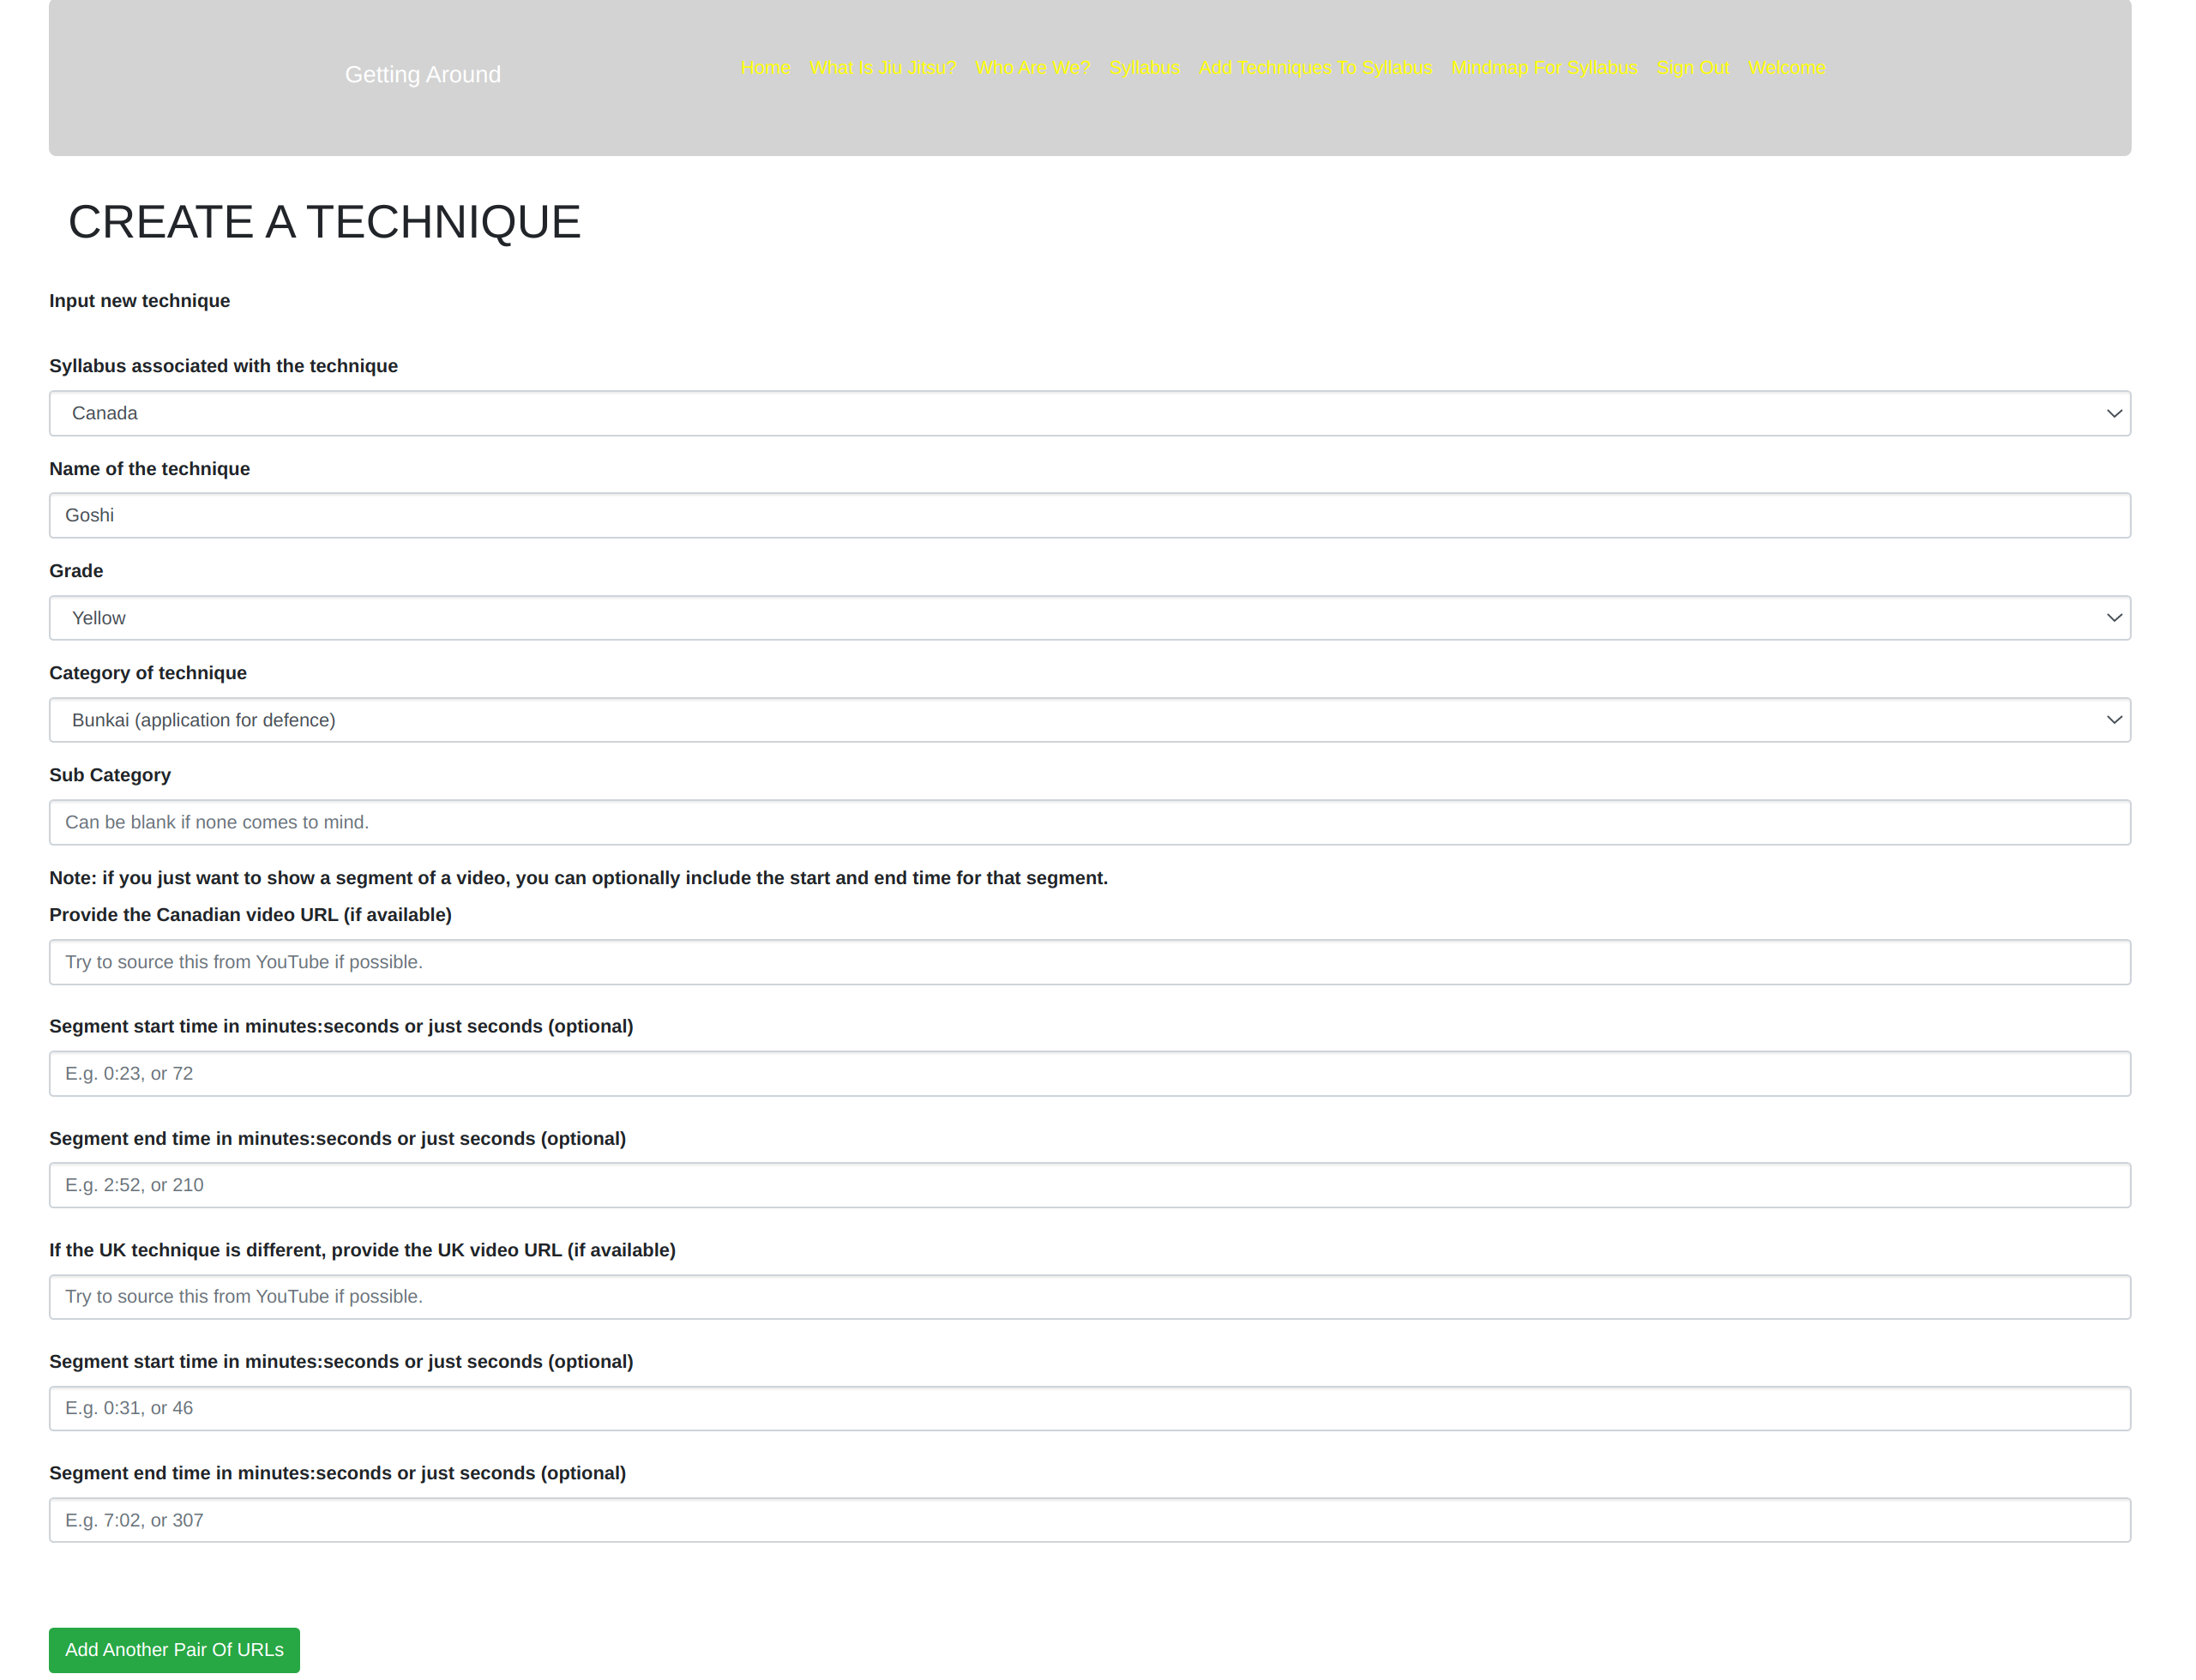 Getting Around
Home What Is Jiu Jitsu? Who Are We? Syllabus Add Techniques To Syllabus Mindmap For Syllabus Sign Out Welcome
CREATE A TECHNIQUE
Input new technique
Syllabus associated with the technique
Canada
Name of the technique
Goshi
Grade
Yellow
Category of technique
Bunkai (application for defence)
Sub Category
Can be blank if none comes to mind.
Note: if you just want to show a segment of a video, you can optionally include the start and end time for that segment.
Provide the Canadian video URL (if available)
Try to source this from YouTube if possible.
Segment start time in minutes:seconds or just seconds (optional)
E.g. 0:23, or 72
Segment end time in minutes:seconds or just seconds (optional)
E.g. 2:52, or 210
If the UK technique is different, provide the UK video URL (if available)
Try to source this from YouTube if possible.
Segment start time in minutes:seconds or just seconds (optional)
E.g. 0:31, or 46
Segment end time in minutes:seconds or just seconds (optional)
E.g. 7:02, or 307
Add Another Pair Of URLs